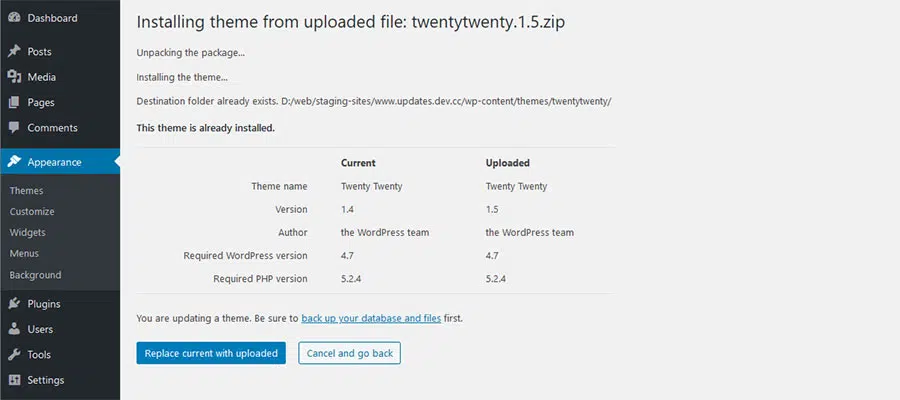 Dashboard
Posts
Media
Pages
Comments
Appearance
Themes
Customize
Widgets
Menus
Background
Plugins
Users
Tools
Settings
Installing theme from uploaded file: twentytwenty.1.5.zip
Unpacking the package...
Installing the theme...
Destination folder already exists. D:/web/staging-sites/www.updates.dev.cc/wp-content/themes/twentytwenty/
This theme is already installed.
Current Uploaded
Theme name Twenty Twenty Twenty Twenty
Version 1.4 1.5
Author the WordPress team the WordPress team
Required WordPress version 4.7 4.7
Required PHP version 5.2.4 5.2.4
You are updating a theme. Be sure to back up your database and files first.
Replace current with uploaded Cancel and go back